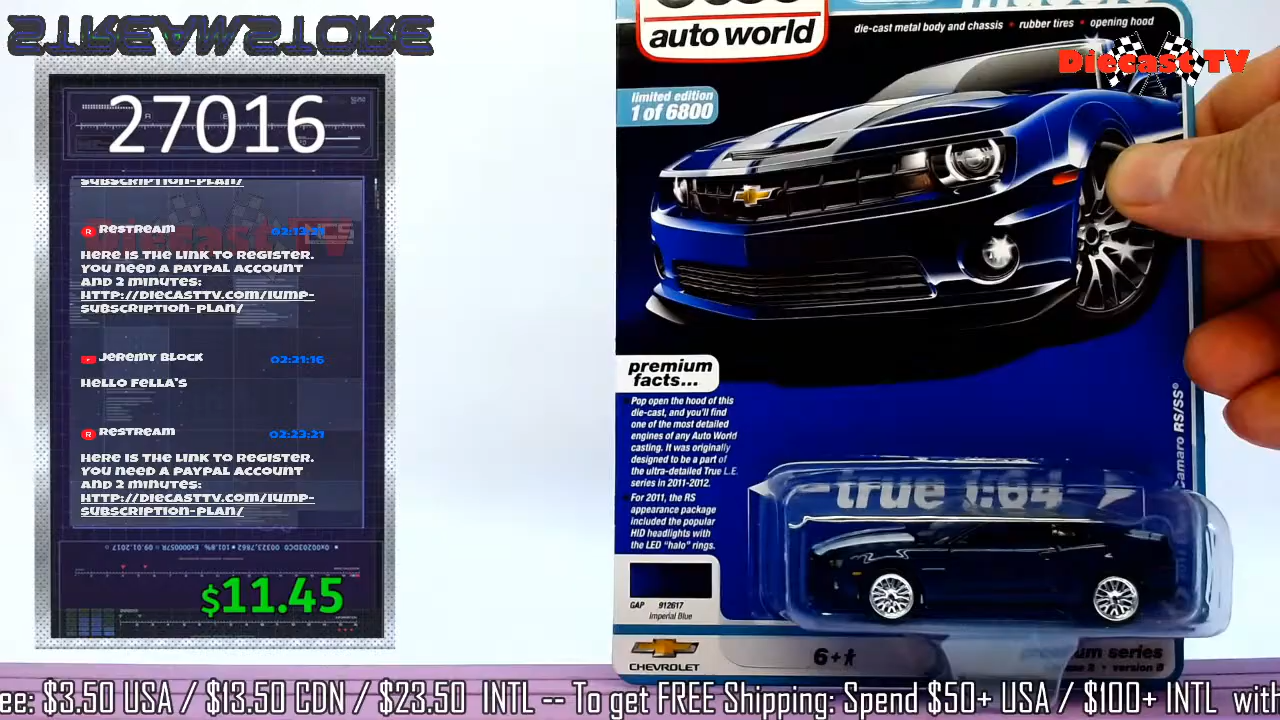 STREAM STORE
27016
SUBSCRIPTION-PLAN/
Restream 02:13:21
HERE IS THE LINK TO REGISTER.
YOU NEED A PAYPAL ACCOUNT
AND 2 MINUTES:
HTTP://DIECASTTV.COM/JUMP-
SUBSCRIPTION-PLAN/
Jeremy Block 02:21:16
HELLO FELLA'S
Restream 02:23:21
HERE IS THE LINK TO REGISTER.
YOU NEED A PAYPAL ACCOUNT
AND 2 MINUTES:
HTTP://DIECASTTV.COM/JUMP-
SUBSCRIPTION-PLAN/
$11.45
auto world
die-cast metal body and chassis • rubber tires • opening hood
Diecast TV
limited edition
1 of 6800
premium
facts...
Pop open the hood of this
die-cast, and you'll find
one of the most detailed
engines of any Auto World
casting. It was originally
designed to be a part of
the ultra-detailed True L.E.
series in 2011-2012.
For 2011, the RS
appearance package
included the popular
HID headlights with
the LED "halo" rings.
Camaro RS/SS®
true 1:64
GAP 912617
Imperial Blue
CHEVROLET
6+
series
version B
ee: $3.50 USA / $13.50 CDN / $23.50 INTL -- To get FREE Shipping: Spend $50+ USA / $100+ INTL with